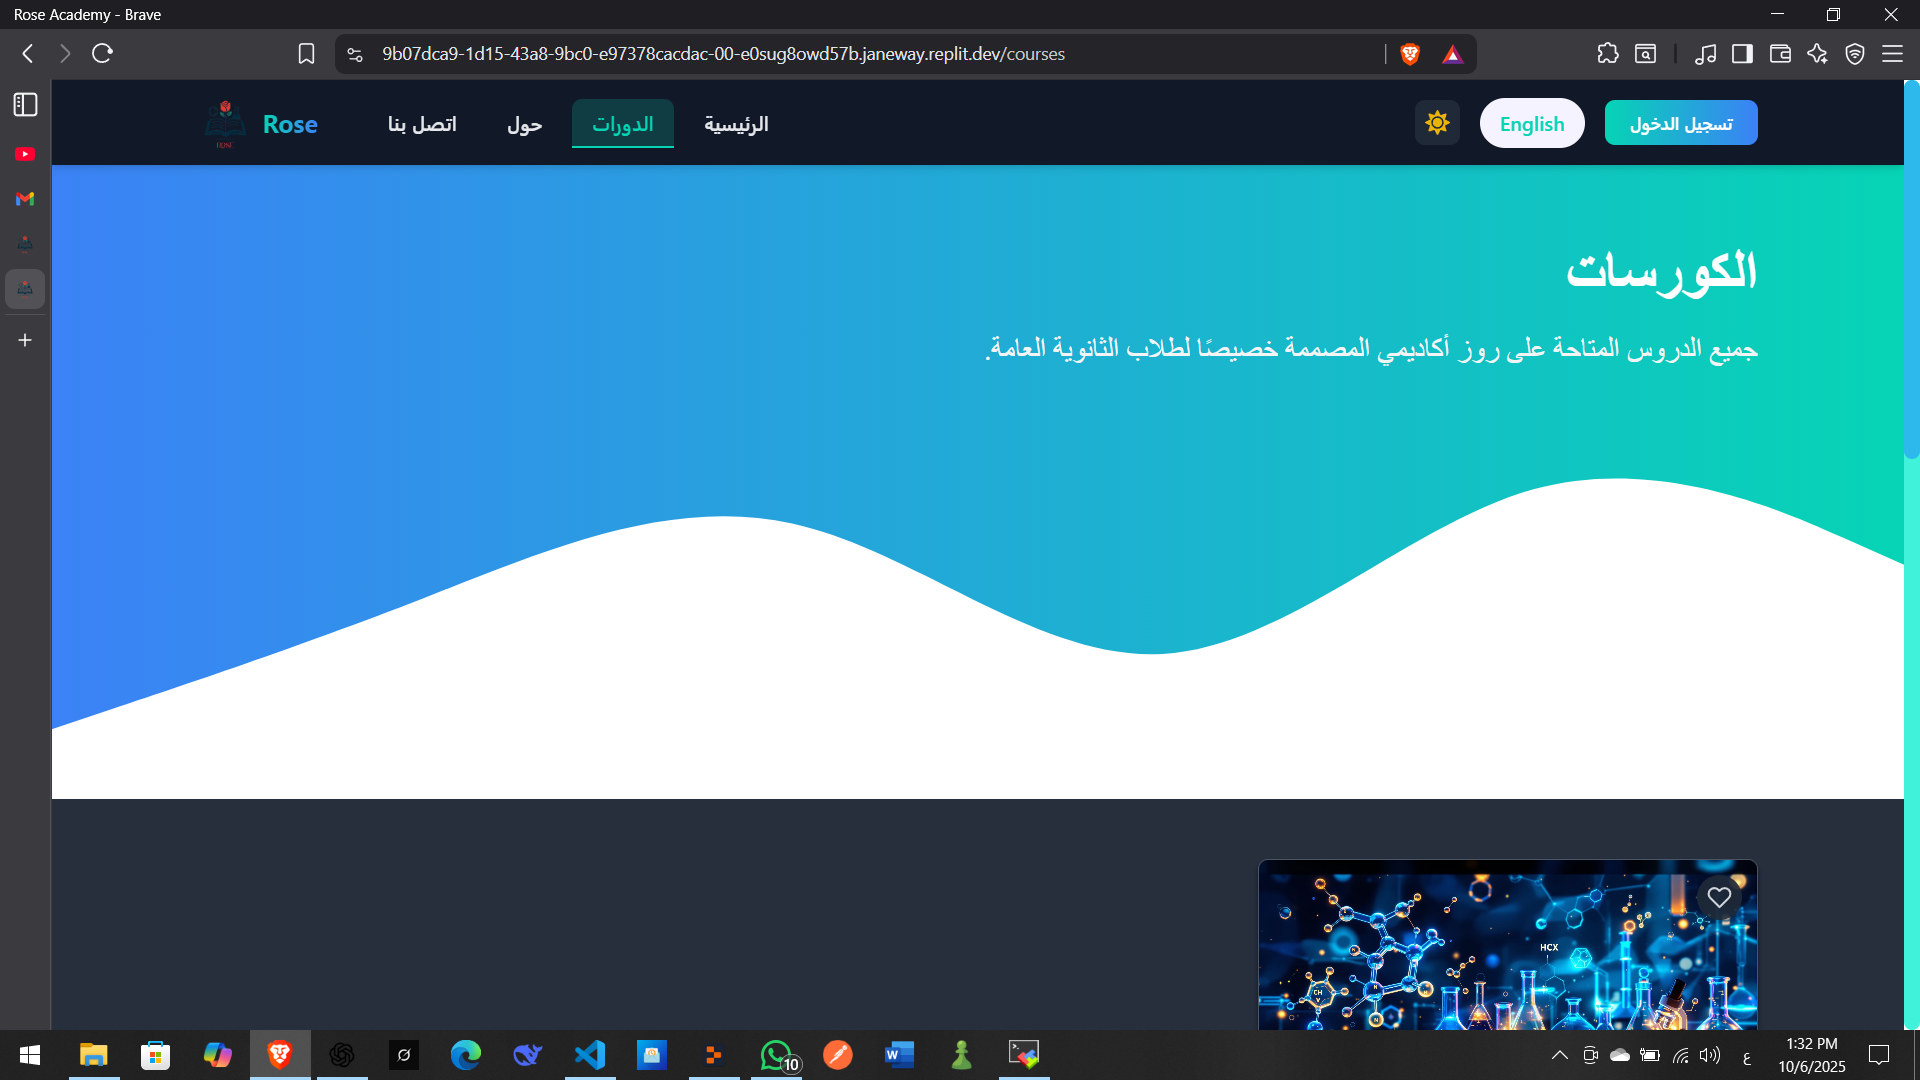 Rose Academy - Brave
9b07dca9-1d15-43a8-9bc0-e97378cacdac-00-e0sug8owd57b.janeway.replit.dev/courses
ROSE
Rose
اتصل بنا
حول
الدورات
الرئيسية
English
تسجيل الدخول
الكورسات
جميع الدروس المتاحة على روز أكاديمي المصممة خصيصًا لطلاب الثانوية العامة.
HCX
CH
10
ع
1:32 PM
10/6/2025